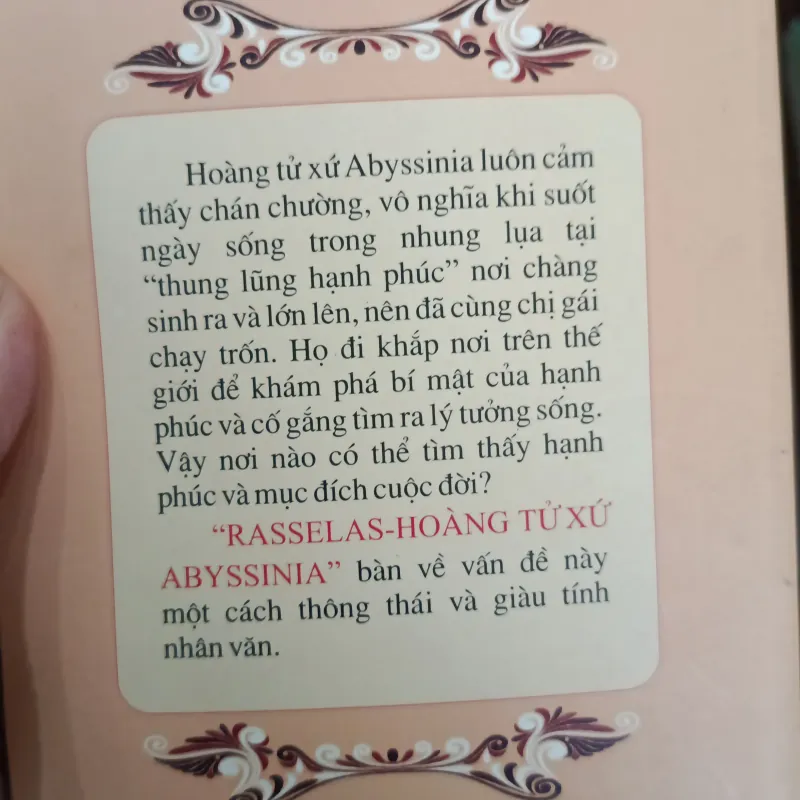 Hoàng tử xứ Abyssinia luôn cảm
thấy chán chường, vô nghĩa khi suốt
ngày sống trong nhung lụa tại
“thung lũng hạnh phúc” nơi chàng
sinh ra và lớn lên, nên đã cùng chị gái
chạy trốn. Họ đi khắp nơi trên thế
giới để khám phá bí mật của hạnh
phúc và cố gắng tìm ra lý tưởng sống.
Vậy nơi nào có thể tìm thấy hạnh
phúc và mục đích cuộc đời?
“RASSELAS-HOÀNG TỬ XỨ
ABYSSINIA” bàn về vấn đề này
một cách thông thái và giàu tính
nhân văn.